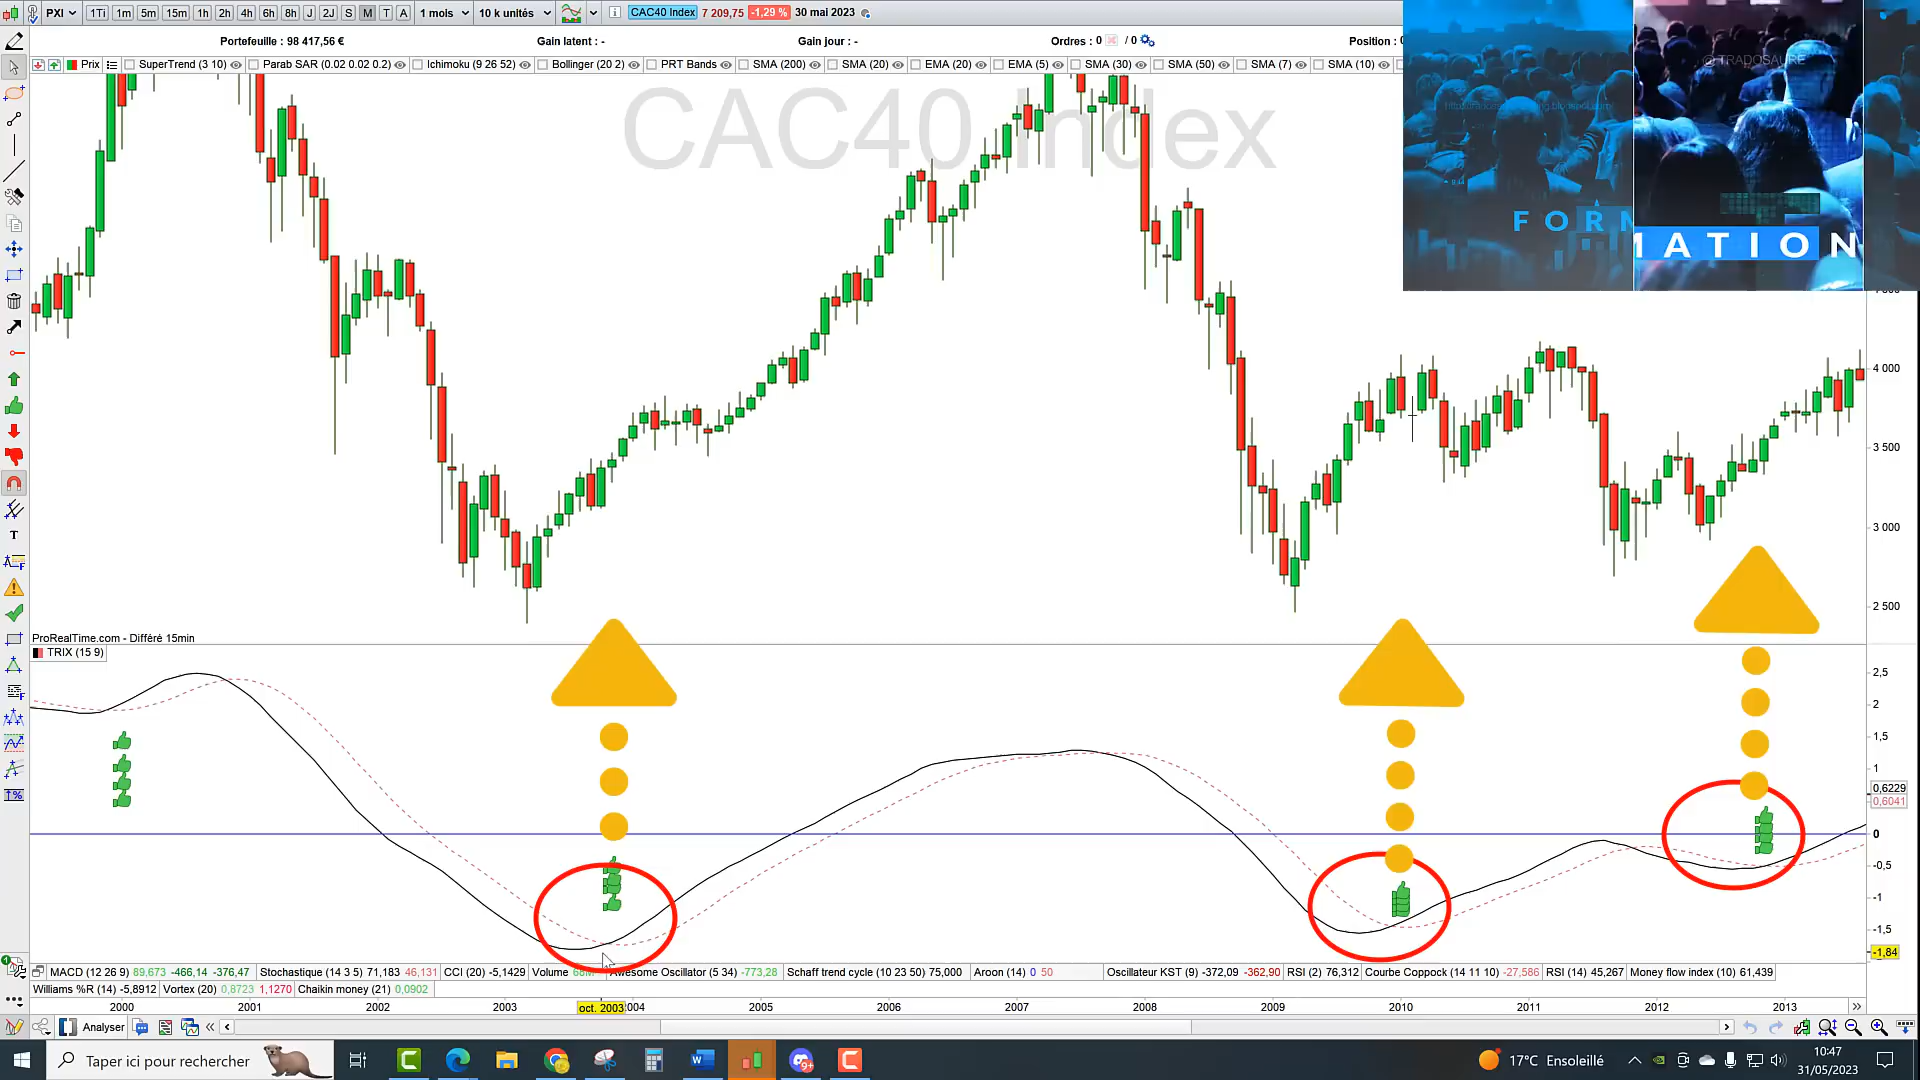 PXI 1Ti 1m 5m 15m 1h 2h 4h 6h 8h J 2J S M T A 1 mois 10 k unités CAC40 Index 7 209,75 -1,29 % 30 mai 2023
Portefeuille : 98 417,56 € Gain latent : - Gain jour : - Ordres : 0 / 0 Position : 0
Prix SuperTrend (3 10) Parab SAR (0.02 0.02 0.2) Ichimoku (9 26 52) Bollinger (20 2) PRT Bands SMA (200) SMA (20) EMA (20) EMA (5) SMA (30) SMA (50) SMA (7) SMA (10)
CAC40 Index
@TRADOSAURE
FORM
MATION
4 000
3 500
3 000
2 500
ProRealTime.com - Différé 15min
TRIX (15 9)
2,5
2
1,5
1
0,6229
0,6041
0
-0,5
-1
-1,5
-1,84
MACD (12 26 9) 89,673 -466,14 -376,47 Stochastique (14 3 5) 71,183 46,131 CCI (20) -5,1429 Volume Awesome Oscillator (5 34) -773,28 Schaff trend cycle (10 23 50) 75,000 Aroon (14) 0 50 Oscillateur KST (9) -372,09 -362,90 RSI (2) 76,312 Courbe Coppock (14 11 10) -27,586 RSI (14) 45,267 Money flow index (10) 61,439
Williams %R (14) -5,8912 Vortex (20) 0,8723 1,1270 Chaikin money (21) 0,0902
2000 2001 2002 2003 oct. 2003 004 2005 2006 2007 2008 2009 2010 2011 2012 2013
Analyser
Taper ici pour rechercher 17°C Ensoleillé 10:47
31/05/2023